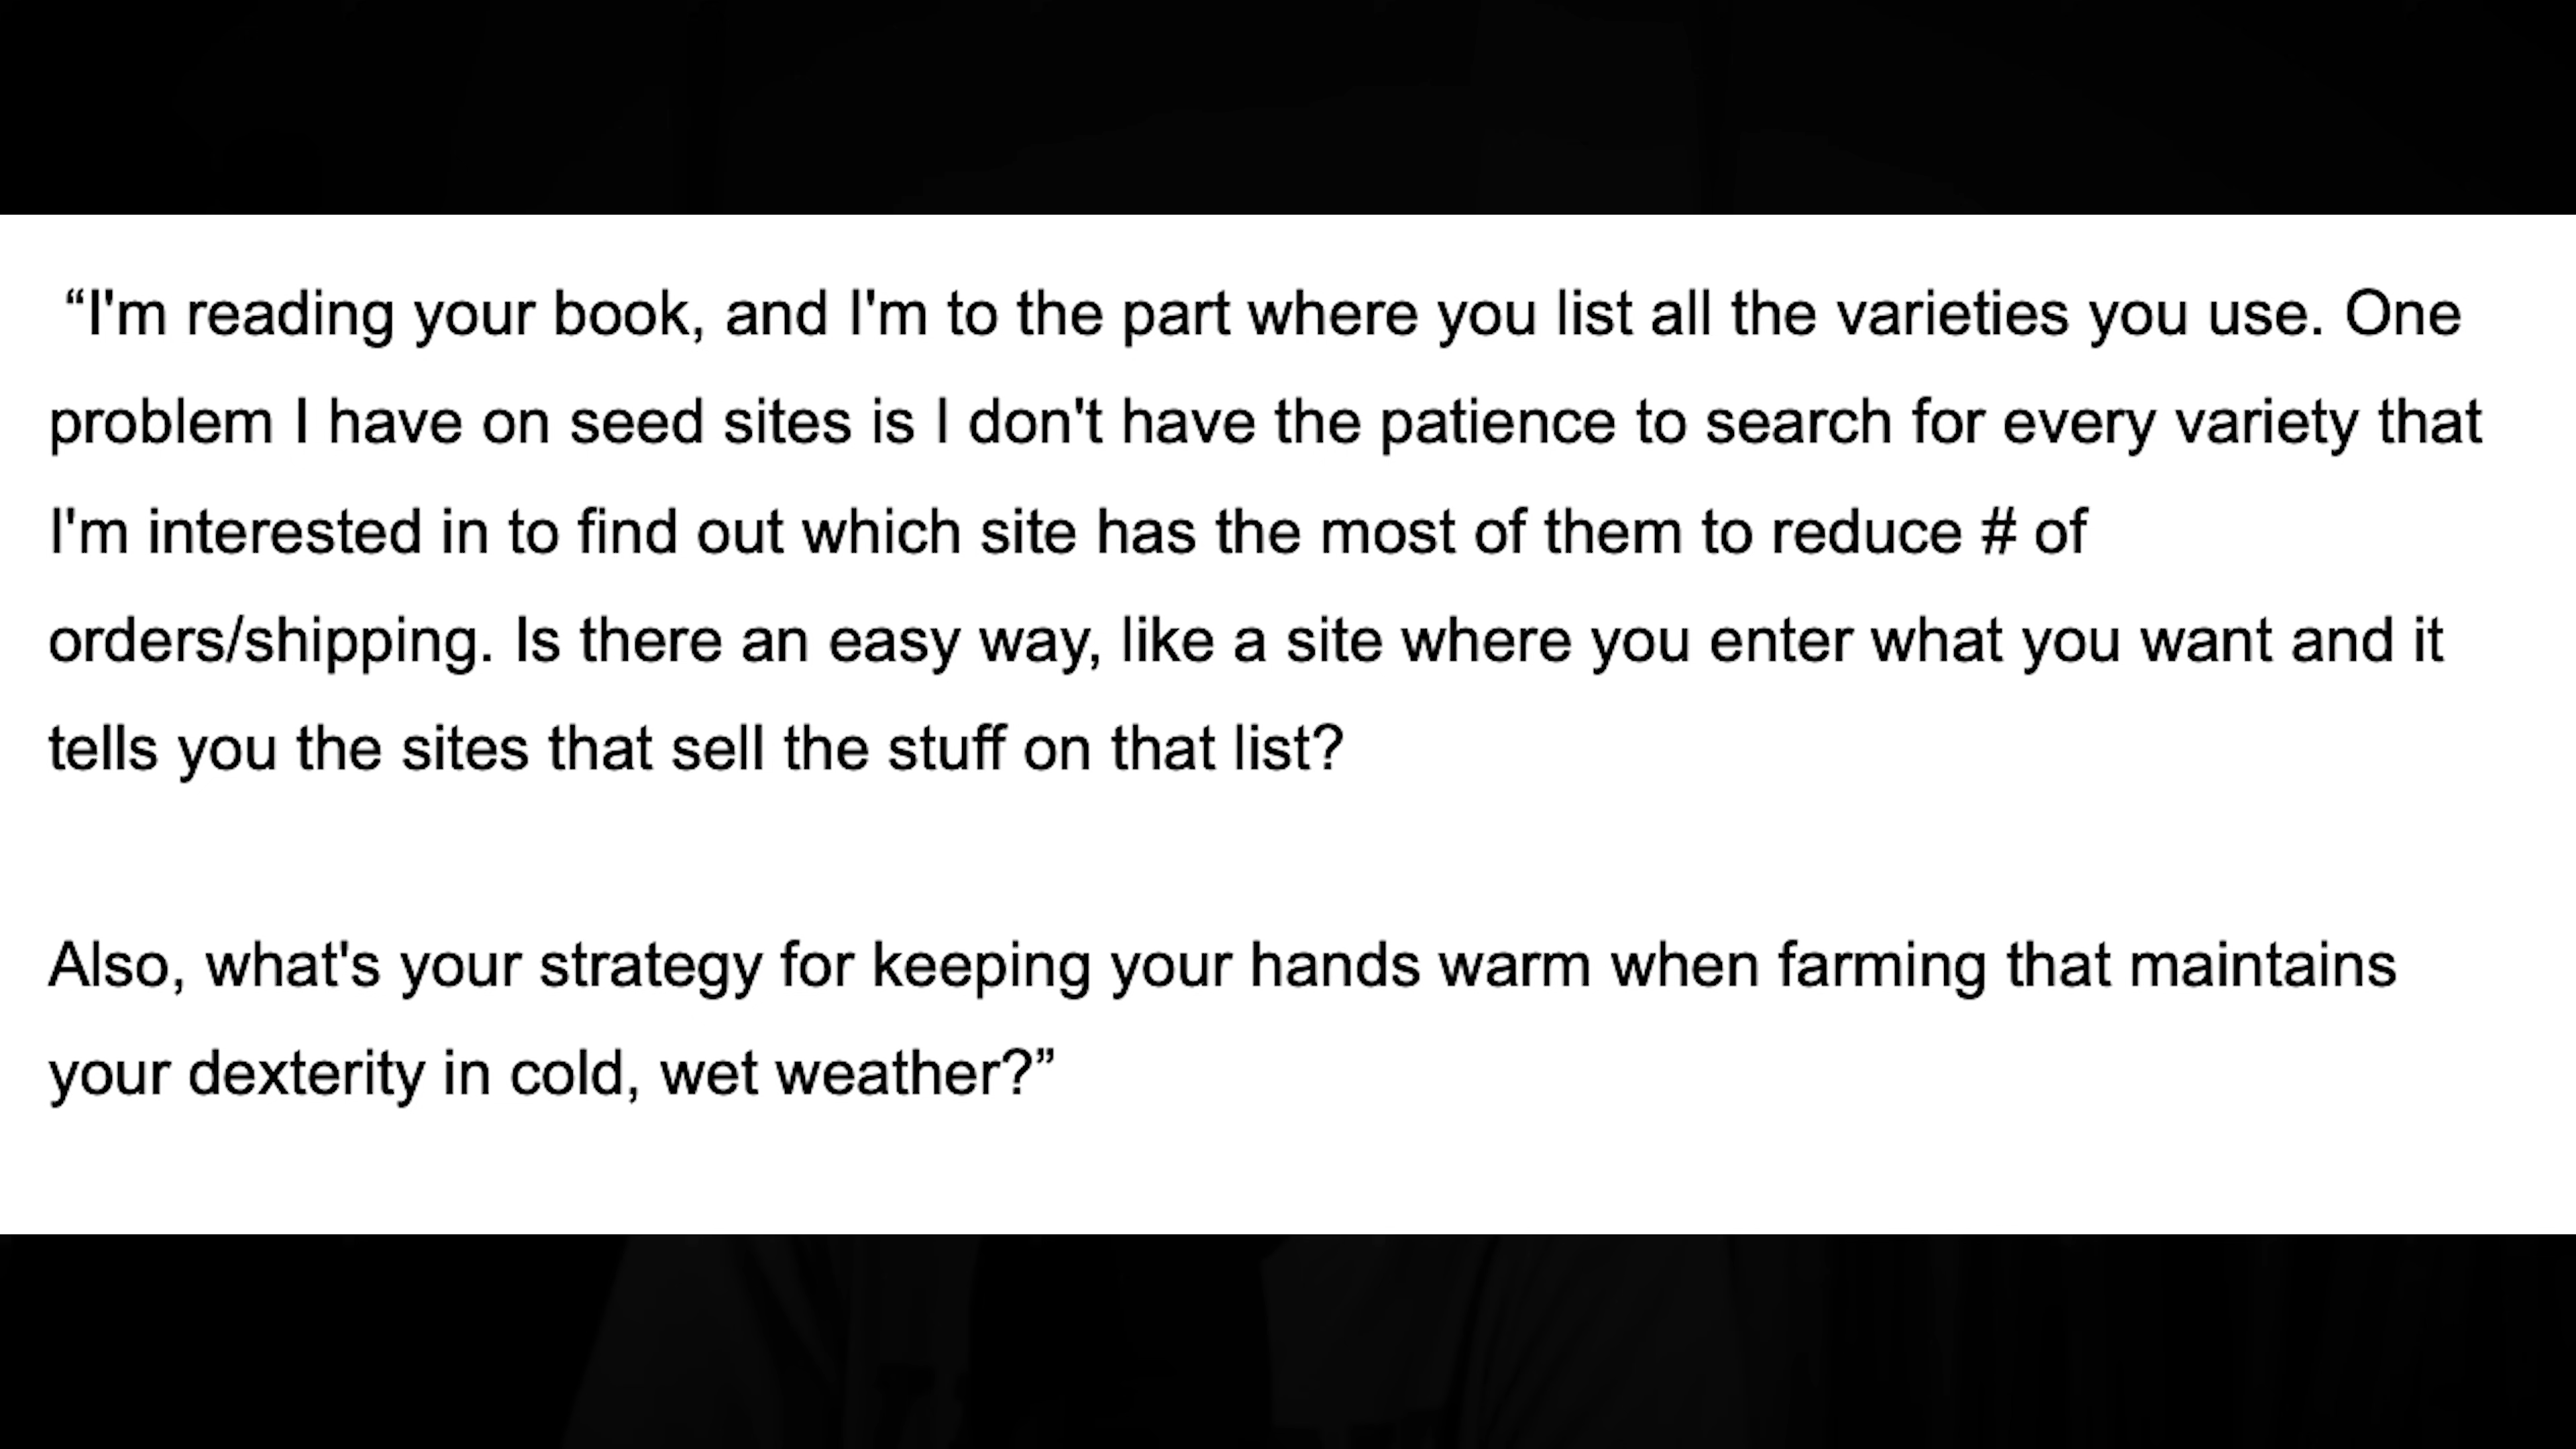 “I'm reading your book, and I'm to the part where you list all the varieties you use. One
problem I have on seed sites is I don't have the patience to search for every variety that
I'm interested in to find out which site has the most of them to reduce # of
orders/shipping. Is there an easy way, like a site where you enter what you want and it
tells you the sites that sell the stuff on that list?
Also, what's your strategy for keeping your hands warm when farming that maintains
your dexterity in cold, wet weather?”